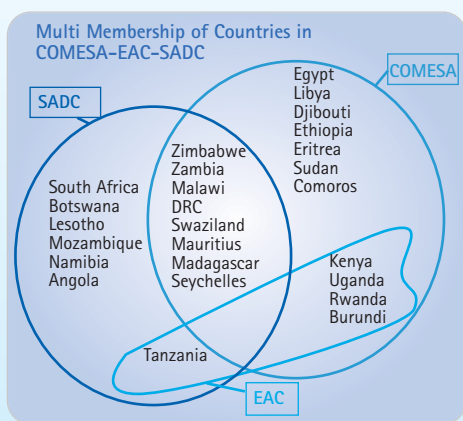 Multi Membership of Countries in
COMESA-EAC-SADC
SADC
COMESA
South Africa
Botswana
Lesotho
Mozambique
Namibia
Angola
Zimbabwe
Zambia
Malawi
DRC
Swaziland
Mauritius
Madagascar
Seychelles
Egypt
Libya
Djibouti
Ethiopia
Eritrea
Sudan
Comoros
Kenya
Uganda
Rwanda
Burundi
Tanzania
EAC